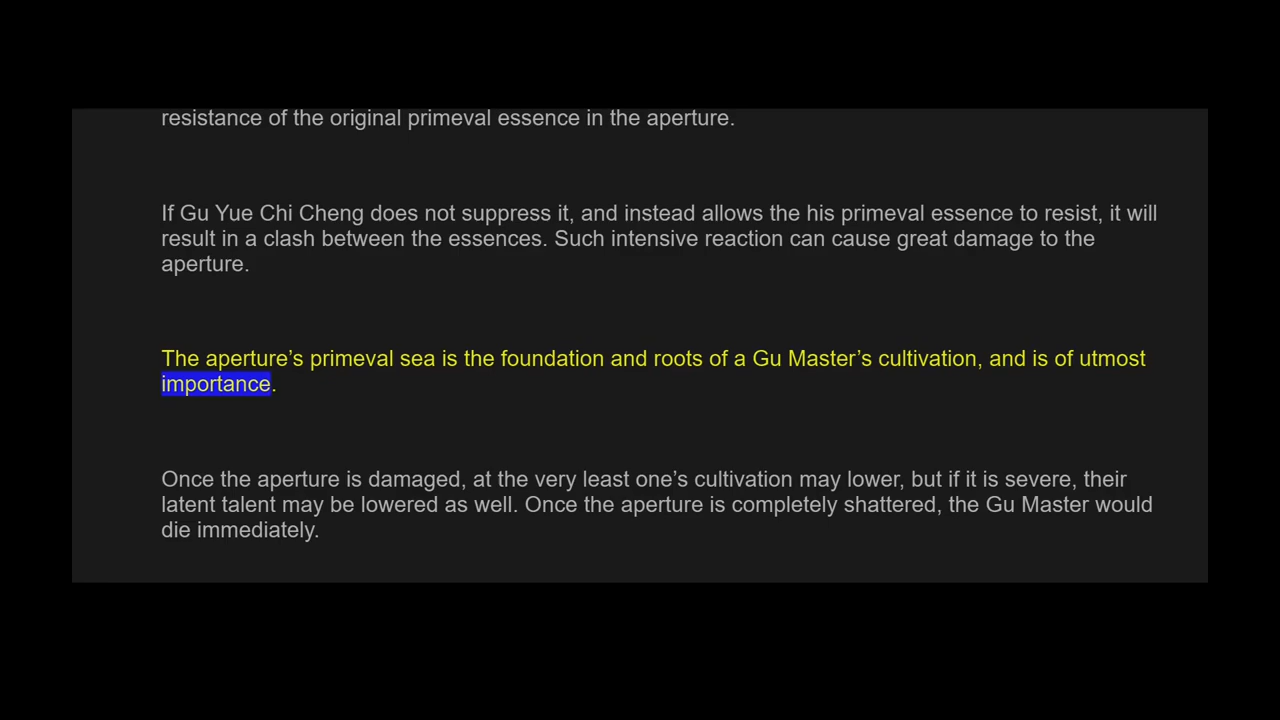 resistance of the original primeval essence in the aperture.
If Gu Yue Chi Cheng does not suppress it, and instead allows the his primeval essence to resist, it will
result in a clash between the essences. Such intensive reaction can cause great damage to the
aperture.
The aperture’s primeval sea is the foundation and roots of a Gu Master’s cultivation, and is of utmost
importance.
Once the aperture is damaged, at the very least one’s cultivation may lower, but if it is severe, their
latent talent may be lowered as well. Once the aperture is completely shattered, the Gu Master would
die immediately.